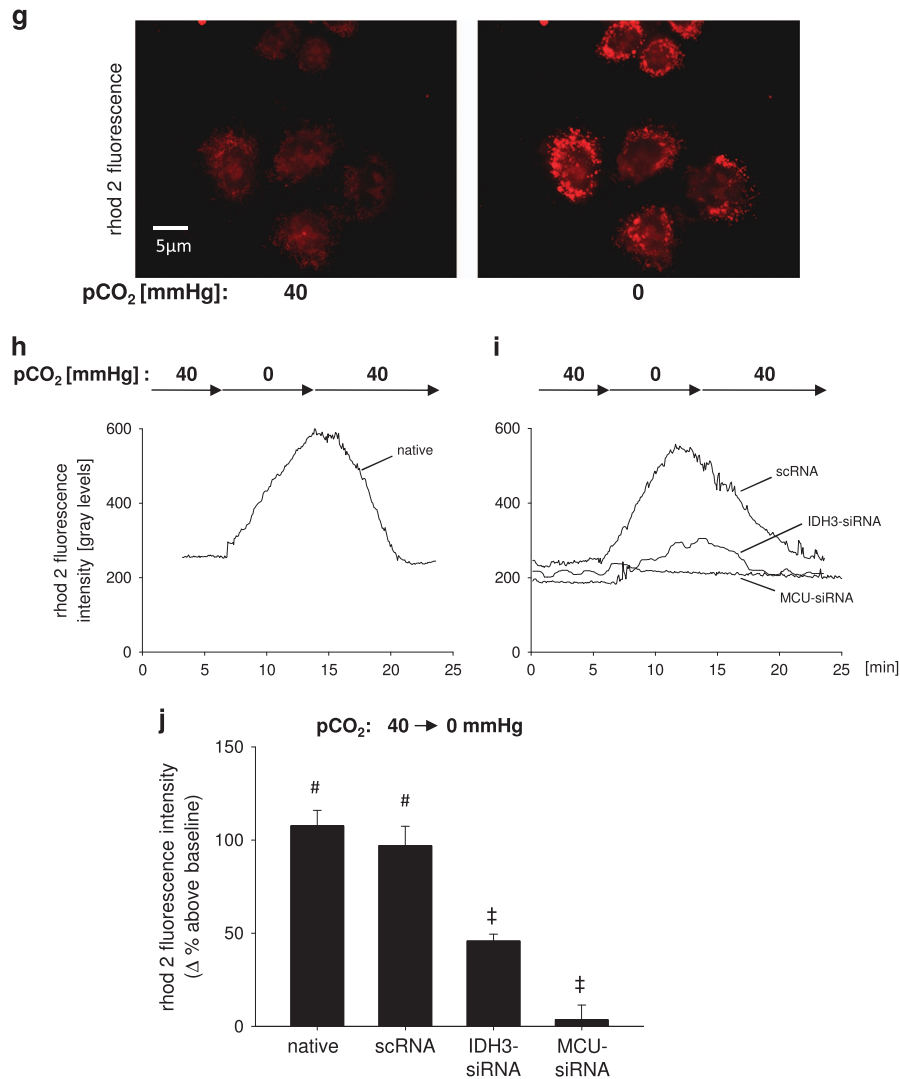 g
rhod 2 fluorescence
5µm
pCO₂ [mmHg]: 40 0
h
pCO₂ [mmHg] : 40 0 40
600
400
200
0
rhod 2 fluorescence
intensity [gray levels]
native
0 5 10 15 20 25
i
40 0 40
600
400
200
0
scRNA
IDH3-siRNA
MCU-siRNA
0 5 10 15 20 25 [min]
j
pCO₂: 40 → 0 mmHg
150
100
50
0
rhod 2 fluorescence intensity
(Δ % above baseline)
# # ‡ ‡
native scRNA IDH3- MCU-
siRNA siRNA